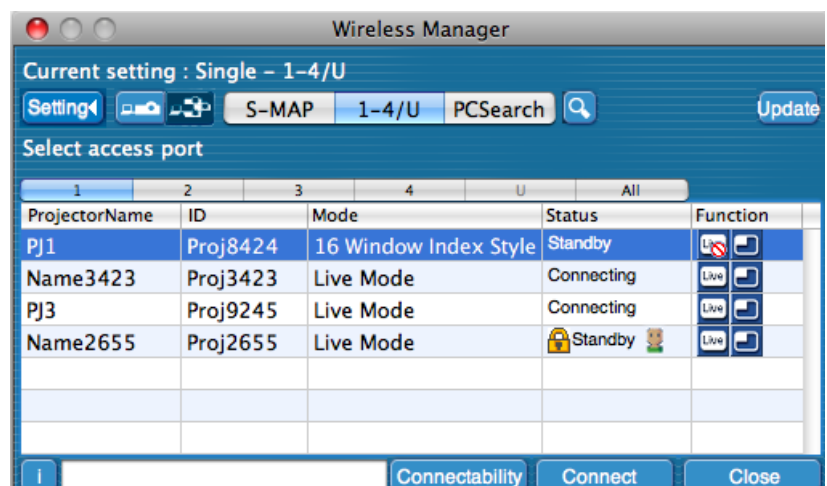 Wireless Manager
Current setting : Single – 1–4/U
Setting S–MAP 1–4/U PCSearch Update
Select access port
1 2 3 4 U All
ProjectorName ID Mode Status Function
PJ1 Proj8424 16 Window Index Style Standby Live
Name3423 Proj3423 Live Mode Connecting Live
PJ3 Proj9245 Live Mode Connecting Live
Name2655 Proj2655 Live Mode Standby Live
i Connectability Connect Close